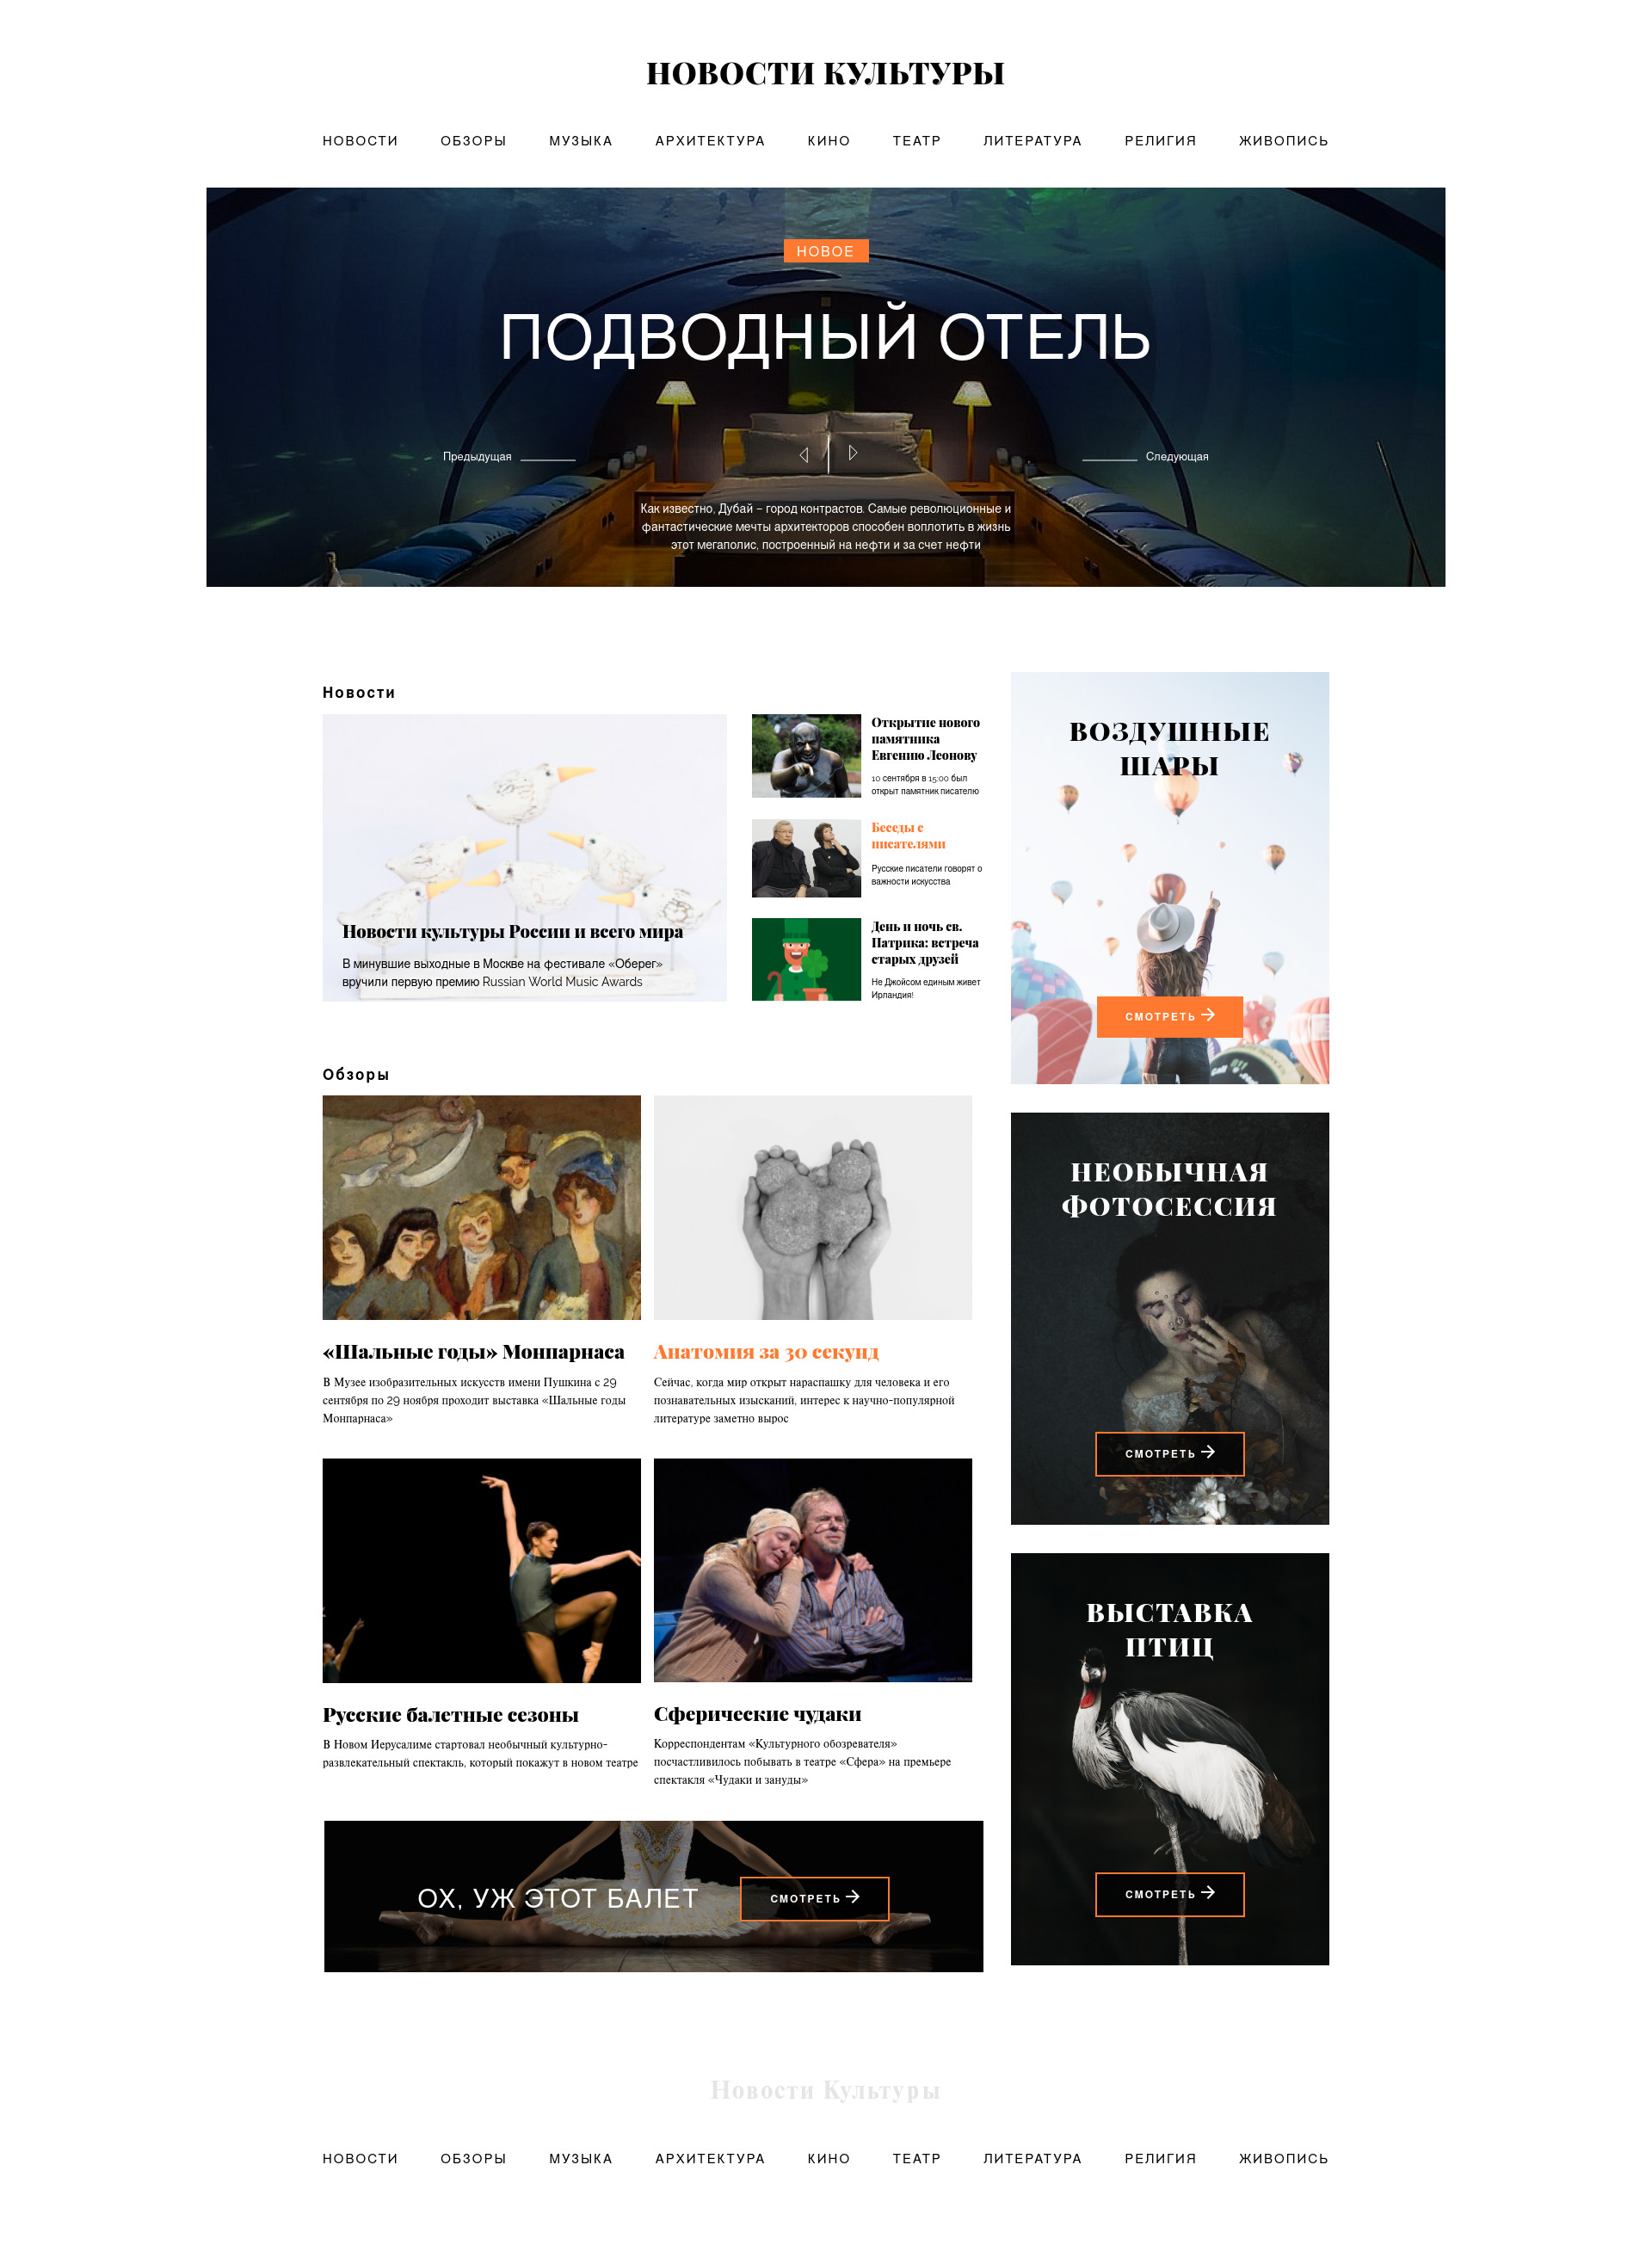 НОВОСТИ КУЛЬТУРЫ
НОВОСТИ ОБЗОРЫ МУЗЫКА АРХИТЕКТУРА КИНО ТЕАТР ЛИТЕРАТУРА РЕЛИГИЯ ЖИВОПИСЬ
НОВОЕ
ПОДВОДНЫЙ ОТЕЛЬ
Предыдущая
Следующая
Как известно, Дубай – город контрастов. Самые революционные и
фантастические мечты архитекторов способен воплотить в жизнь
этот мегаполис, построенный на нефти и за счет нефти
Новости
Новости культуры России и всего мира
В минувшие выходные в Москве на фестивале «Оберег»
вручили первую премию Russian World Music Awards
Открытие нового
памятника
Евгению Леонову
10 сентября в 15:00 был
открыт памятник писателю
Беседы с
писателями
Русские писатели говорят о
важности искусства
День и ночь св.
Патрика: встреча
старых друзей
Не Джойсом единым живет
Ирландия!
ВОЗДУШНЫЕ
ШАРЫ
СМОТРЕТЬ
Обзоры
«Шальные годы» Монпарнаса
В Музее изобразительных искусств имени Пушкина с 29
сентября по 29 ноября проходит выставка «Шальные годы
Монпарнаса»
Анатомия за 30 секунд
Сейчас, когда мир открыт нараспашку для человека и его
познавательных изысканий, интерес к научно-популярной
литературе заметно вырос
НЕОБЫЧНАЯ
ФОТОСЕССИЯ
СМОТРЕТЬ
Русские балетные сезоны
В Новом Иерусалиме стартовал необычный культурно-
развлекательный спектакль, который покажут в новом театре
Сферические чудаки
Корреспондентам «Культурного обозревателя»
посчастливилось побывать в театре «Сфера» на премьере
спектакля «Чудаки и зануды»
ВЫСТАВКА
ПТИЦ
СМОТРЕТЬ
ОХ, УЖ ЭТОТ БАЛЕТ
СМОТРЕТЬ
Новости Культуры
НОВОСТИ ОБЗОРЫ МУЗЫКА АРХИТЕКТУРА КИНО ТЕАТР ЛИТЕРАТУРА РЕЛИГИЯ ЖИВОПИСЬ